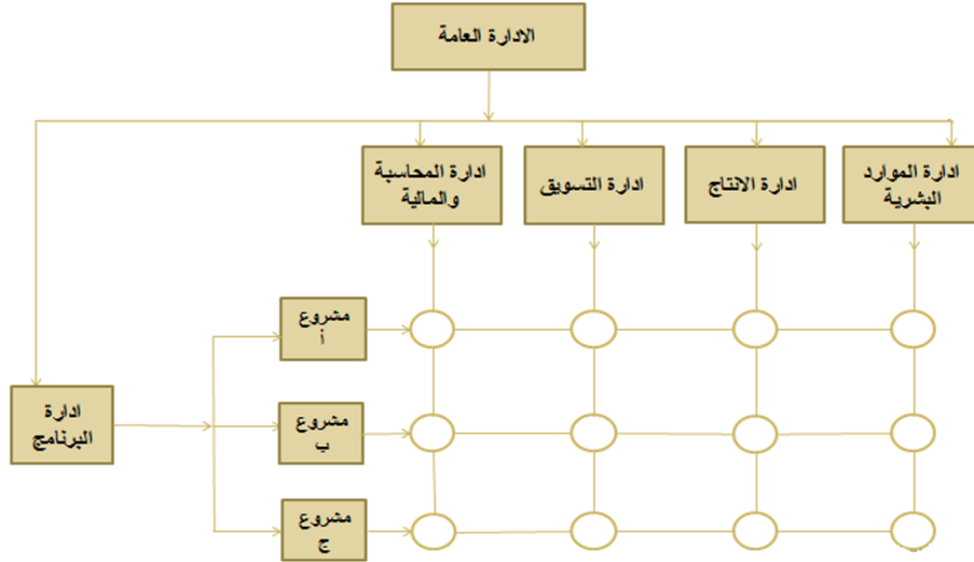 الادارة العامة
ادارة الموارد
البشرية
ادارة الانتاج
ادارة التسويق
ادارة المحاسبة
والمالية
مشروع
أ
ادارة
البرنامج
مشروع
ب
مشروع
ج